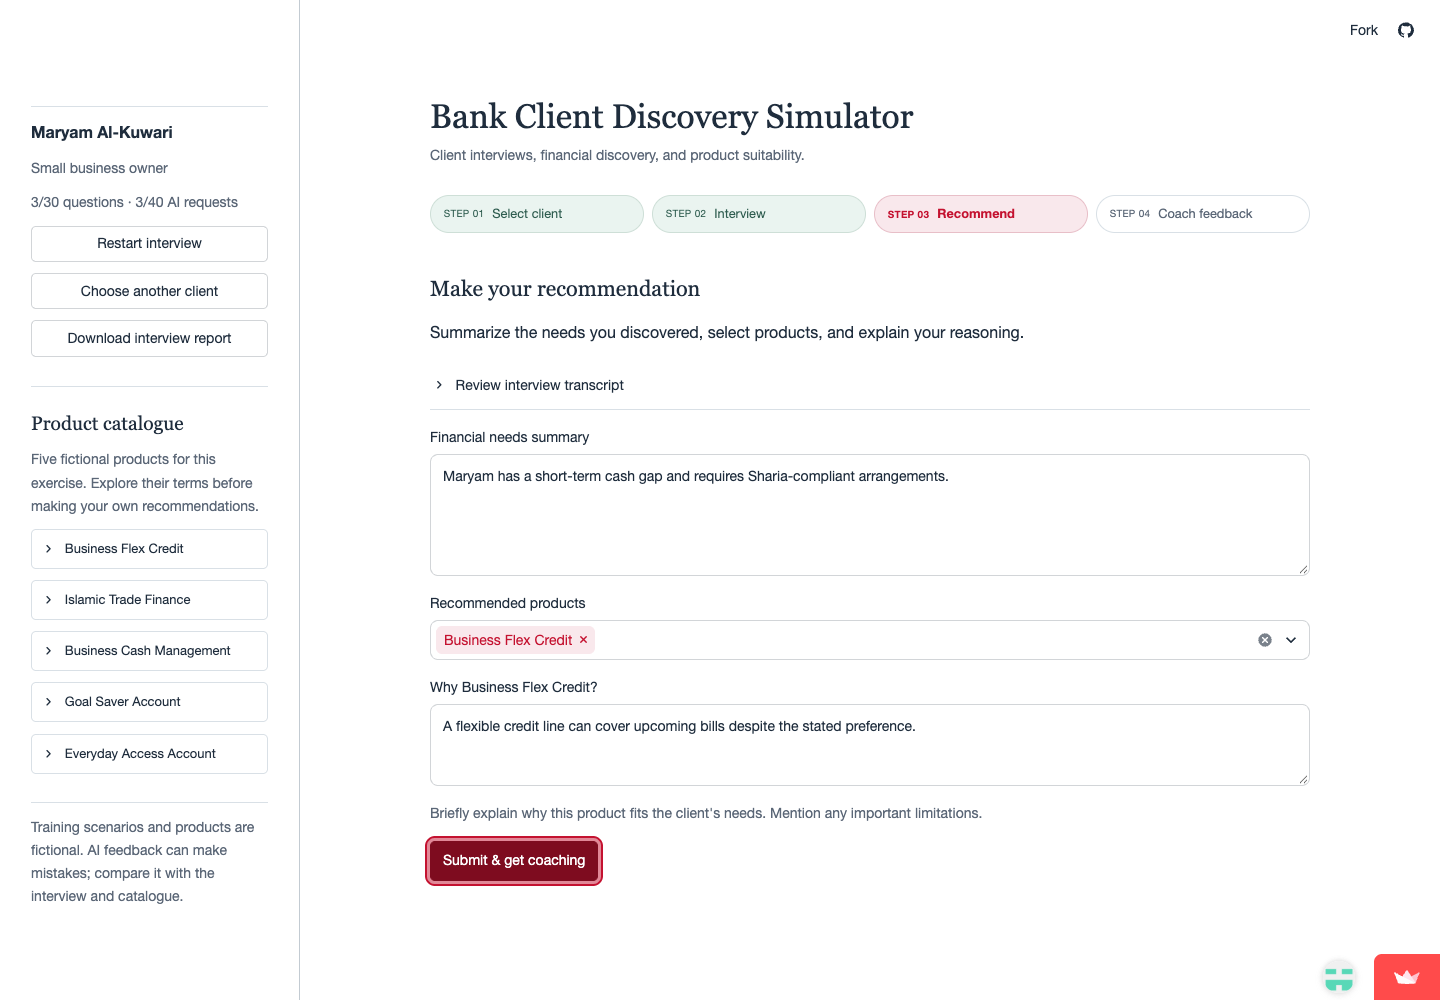 Fork
Maryam Al-Kuwari
Small business owner
3/30 questions · 3/40 AI requests
Restart interview
Choose another client
Download interview report
Product catalogue
Five fictional products for this
exercise. Explore their terms before
making your own recommendations.
Business Flex Credit
Islamic Trade Finance
Business Cash Management
Goal Saver Account
Everyday Access Account
Training scenarios and products are
fictional. AI feedback can make
mistakes; compare it with the
interview and catalogue.
Bank Client Discovery Simulator
Client interviews, financial discovery, and product suitability.
STEP 01 Select client
STEP 02 Interview
STEP 03 Recommend
STEP 04 Coach feedback
Make your recommendation
Summarize the needs you discovered, select products, and explain your reasoning.
Review interview transcript
Financial needs summary
Maryam has a short-term cash gap and requires Sharia-compliant arrangements.
Recommended products
Business Flex Credit
Why Business Flex Credit?
A flexible credit line can cover upcoming bills despite the stated preference.
Briefly explain why this product fits the client's needs. Mention any important limitations.
Submit & get coaching